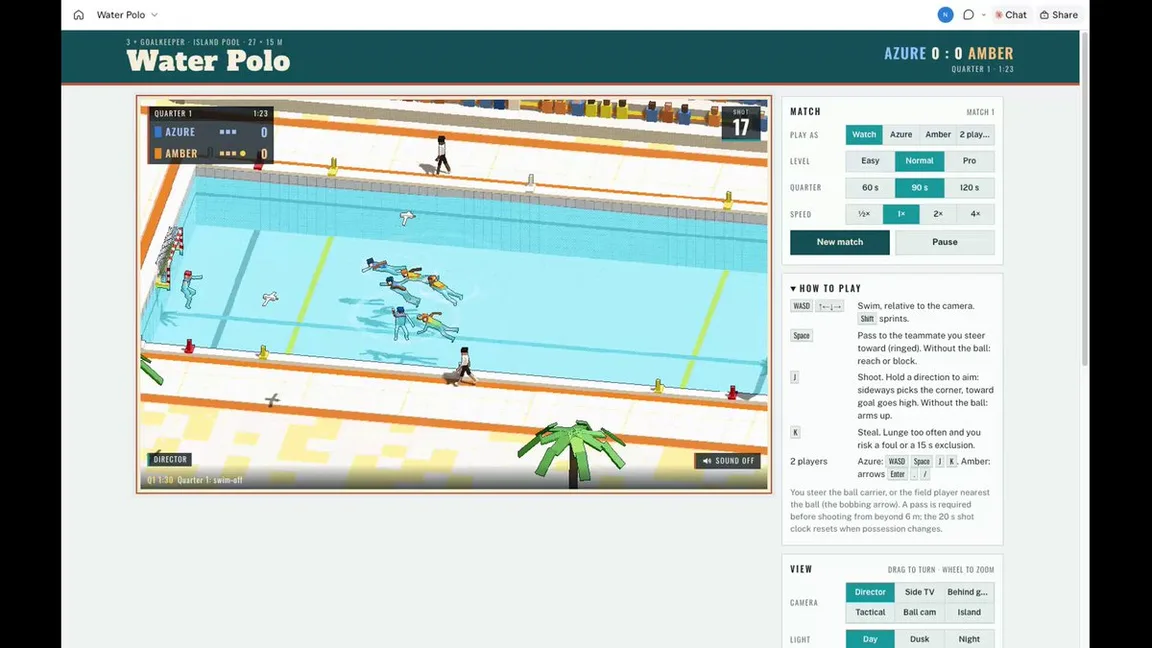 Water Polo
N
Chat
Share
3 + GOALKEEPER · ISLAND POOL · 27 × 15 M
Water Polo
AZURE 0 : 0 AMBER
QUARTER 1 · 1:23
QUARTER 1 1:23
AZURE 0
AMBER 0
SHOT
17
DIRECTOR
SOUND OFF
Q1 1:30 Quarter 1: swim-off
MATCH MATCH 1
PLAY AS Watch Azure Amber 2 play...
LEVEL Easy Normal Pro
QUARTER 60 s 90 s 120 s
SPEED ½× 1× 2× 4×
New match Pause
▾ HOW TO PLAY
WASD ↑←↓→ Swim, relative to the camera.
Shift sprints.
Space Pass to the teammate you steer
toward (ringed). Without the ball:
reach or block.
J Shoot. Hold a direction to aim:
sideways picks the corner, toward
goal goes high. Without the ball:
arms up.
K Steal. Lunge too often and you
risk a foul or a 15 s exclusion.
2 players Azure: WASD Space J K. Amber:
arrows Enter . /
You steer the ball carrier, or the field player nearest
the ball (the bobbing arrow). A pass is required
before shooting from beyond 6 m; the 20 s shot
clock resets when possession changes.
VIEW DRAG TO TURN · WHEEL TO ZOOM
CAMERA Director Side TV Behind g...
Tactical Ball cam Island
LIGHT Day Dusk Night